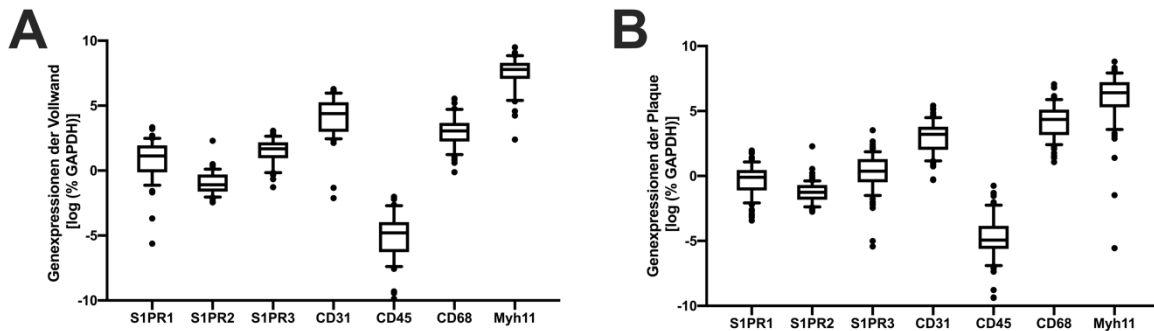 A
Genexpressionen der Vollwand
[log (% GAPDH)]
10
5
0
-5
-10
S1PR1 S1PR2 S1PR3 CD31 CD45 CD68 Myh11
B
Genexpressionen der Plaque
[log (% GAPDH)]
10
5
0
-5
-10
S1PR1 S1PR2 S1PR3 CD31 CD45 CD68 Myh11